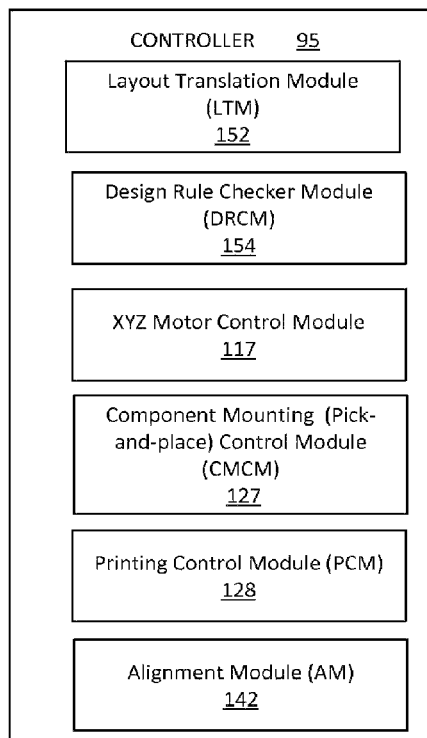 CONTROLLER 95
Layout Translation Module
(LTM)
152
Design Rule Checker Module
(DRCM)
154
XYZ Motor Control Module
117
Component Mounting (Pick-
and-place) Control Module
(CMCM)
127
Printing Control Module (PCM)
128
Alignment Module (AM)
142